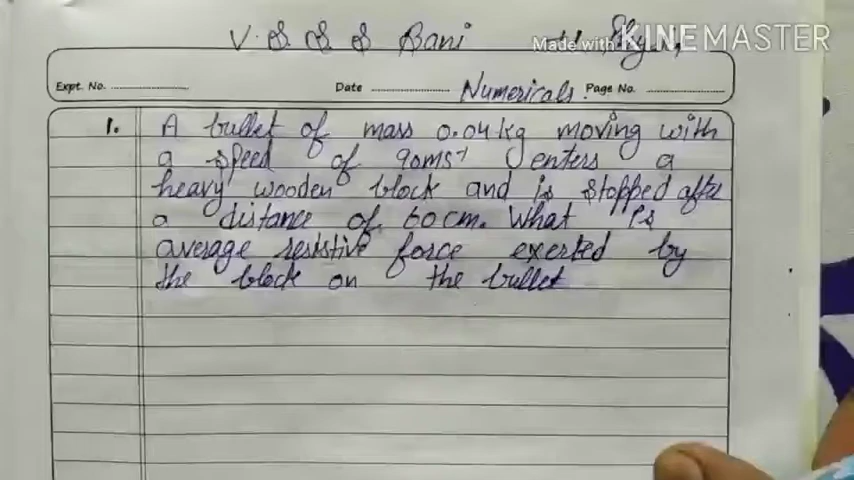 V. S. S. S Bani
Made with KINEMASTER
Expt. No. Date Numericals. Page No.
1. A bullet of mass 0.04kg moving with
a speed of 90ms-1 enters a
heavy wooden block and is stopped after
a distance of 60cm. What is
average resistive force exerted by
the block on the bullet